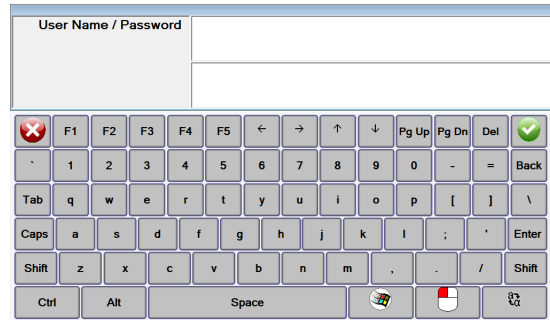 User Name / Password
F1 F2 F3 F4 F5 ← → ↑ ↓ Pg Up Pg Dn Del
` 1 2 3 4 5 6 7 8 9 0 - = Back
Tab q w e r t y u i o p [ ] \
Caps a s d f g h j k l ; ' Enter
Shift z x c v b n m , . / Shift
Ctrl Alt Space